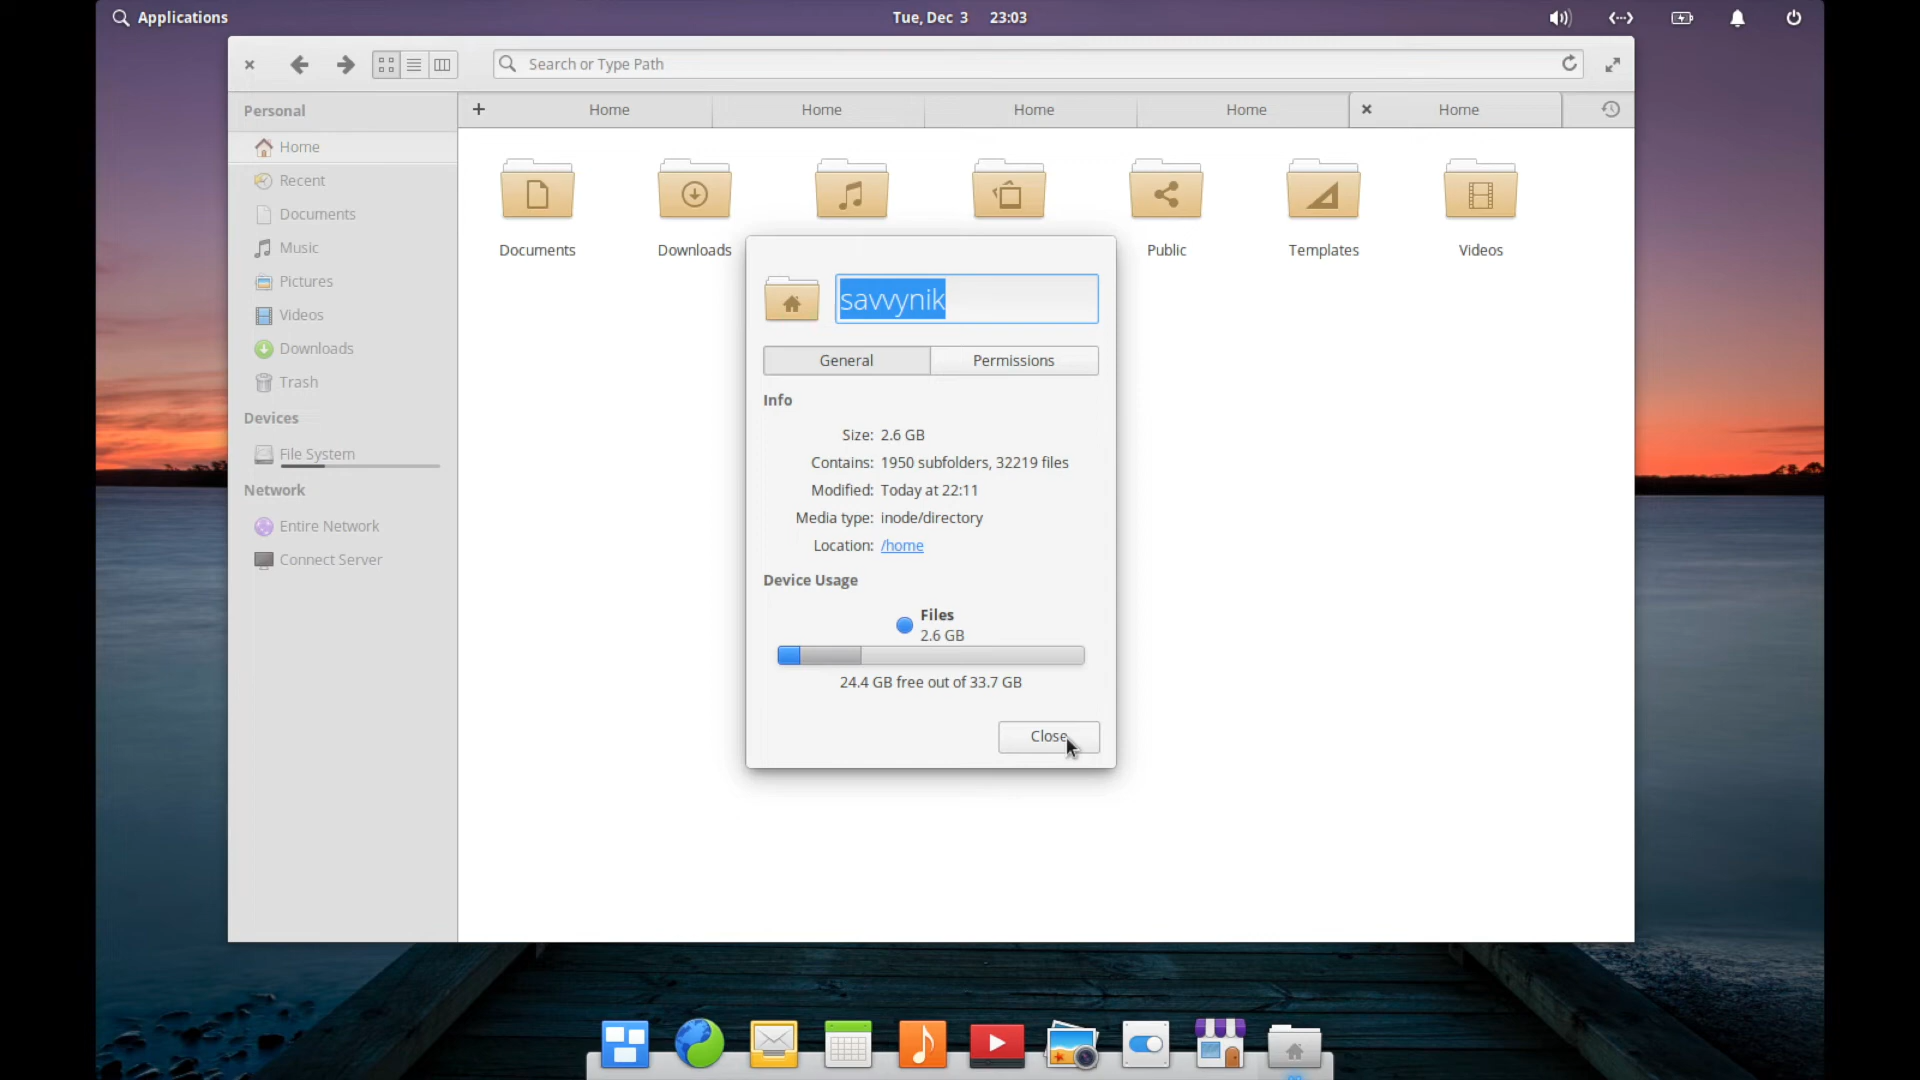 Applications
Tue, Dec 3 23:03
Search or Type Path
Personal
Home
Recent
Documents
Music
Pictures
Videos
Downloads
Trash
Devices
File System
Network
Entire Network
Connect Server
Home Home Home Home Home
Documents Downloads Public Templates Videos
savvynik
General Permissions
Info
Size: 2.6 GB
Contains: 1950 subfolders, 32219 files
Modified: Today at 22:11
Media type: inode/directory
Location: /home
Device Usage
Files
2.6 GB
24.4 GB free out of 33.7 GB
Close